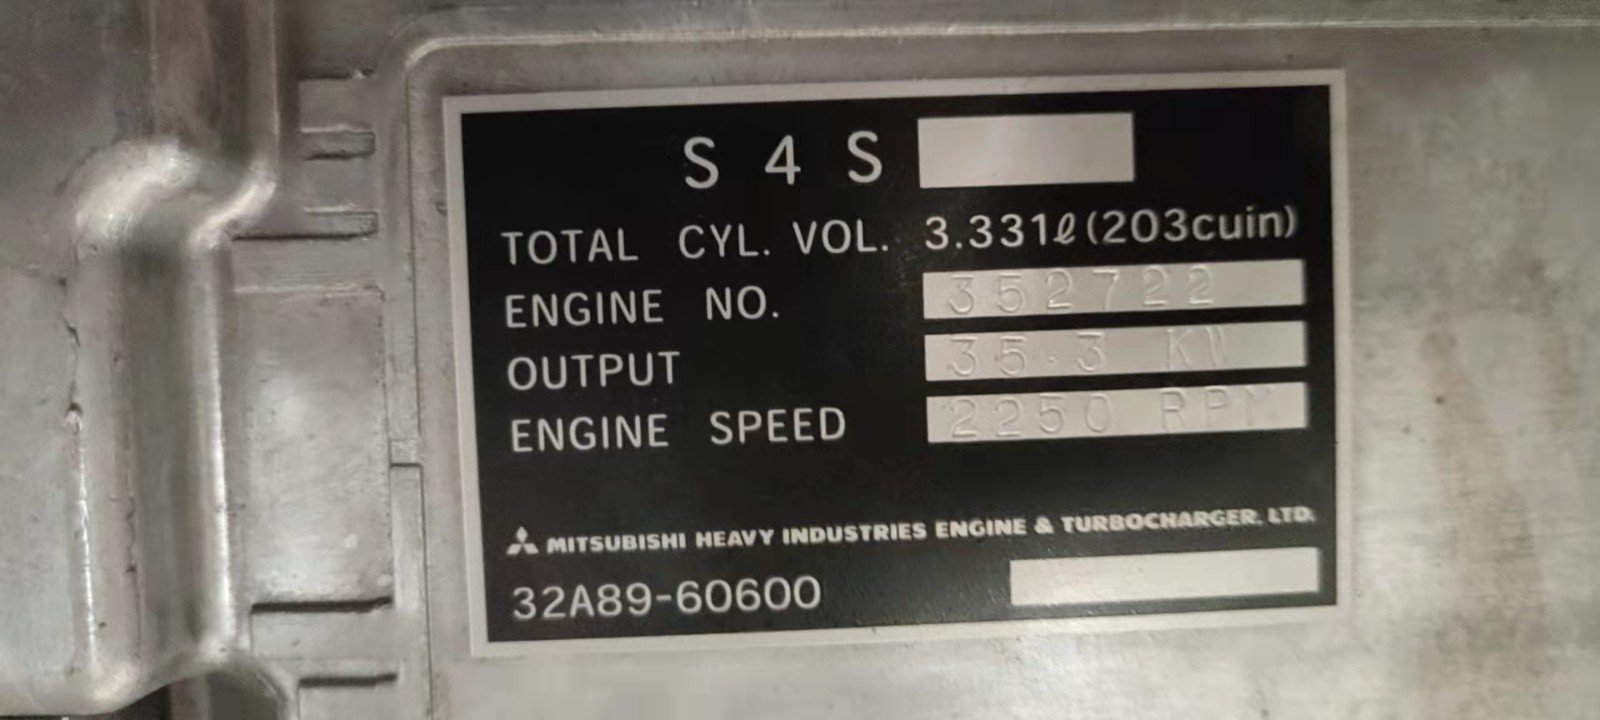 S4S
TOTAL CYL. VOL. 3.331ℓ(203cuin)
ENGINE NO. 352722
OUTPUT 35.3 KW
ENGINE SPEED 2250 RPM
MITSUBISHI HEAVY INDUSTRIES ENGINE & TURBOCHARGER, LTD.
32A89-60600